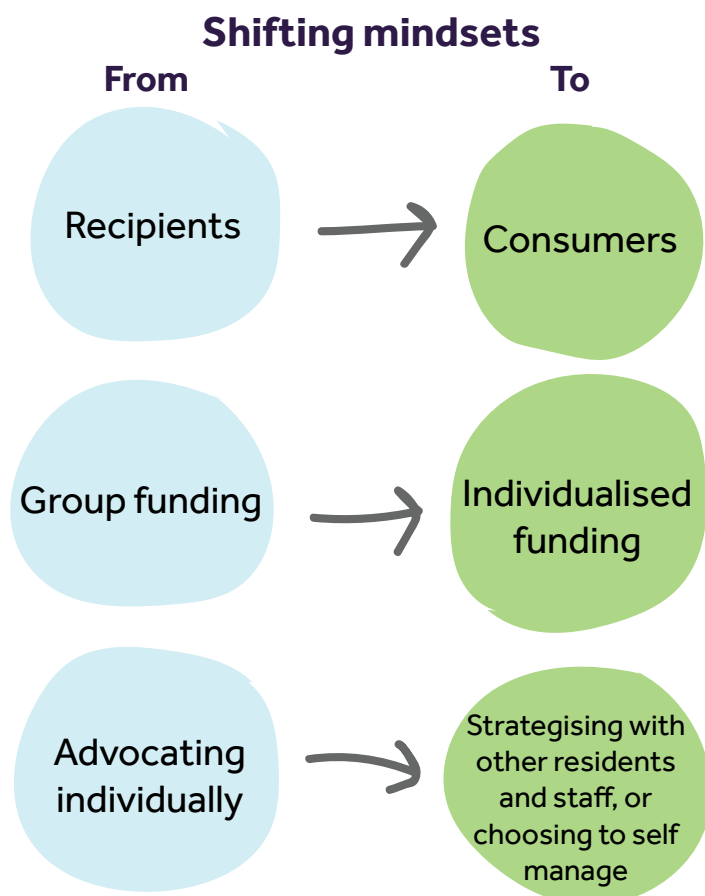 Shifting mindsets
From
To
Recipients
Consumers
Group funding
Individualised
funding
Advocating
individually
Strategising with
other residents
and staff, or
choosing to self
manage